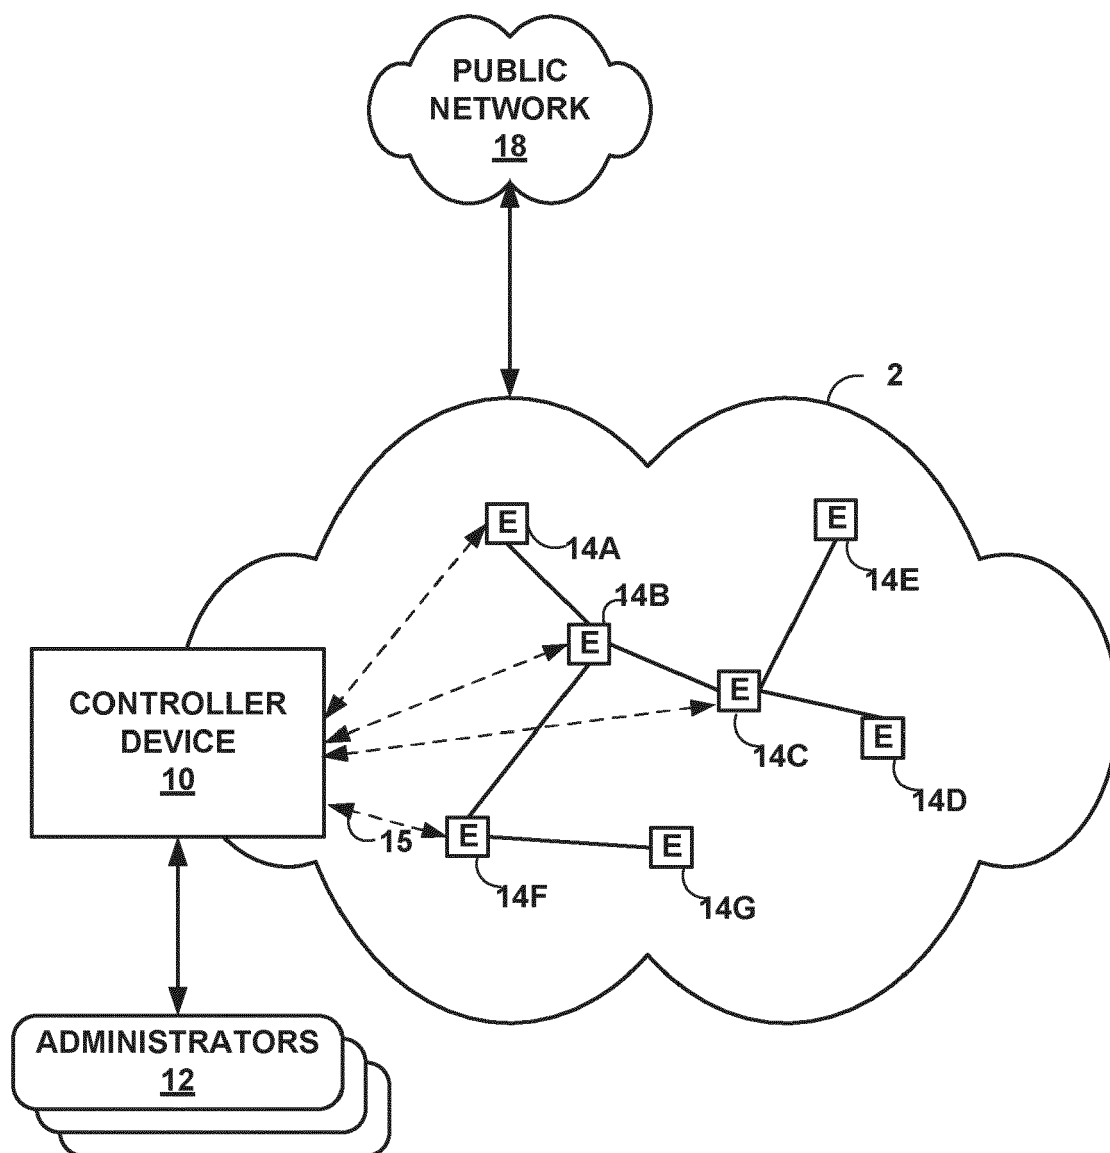 PUBLIC
NETWORK
18
2
E
14A
E
14E
14B
E
E
14C
E
14D
CONTROLLER
DEVICE
10
15
E
14F
E
14G
ADMINISTRATORS
12